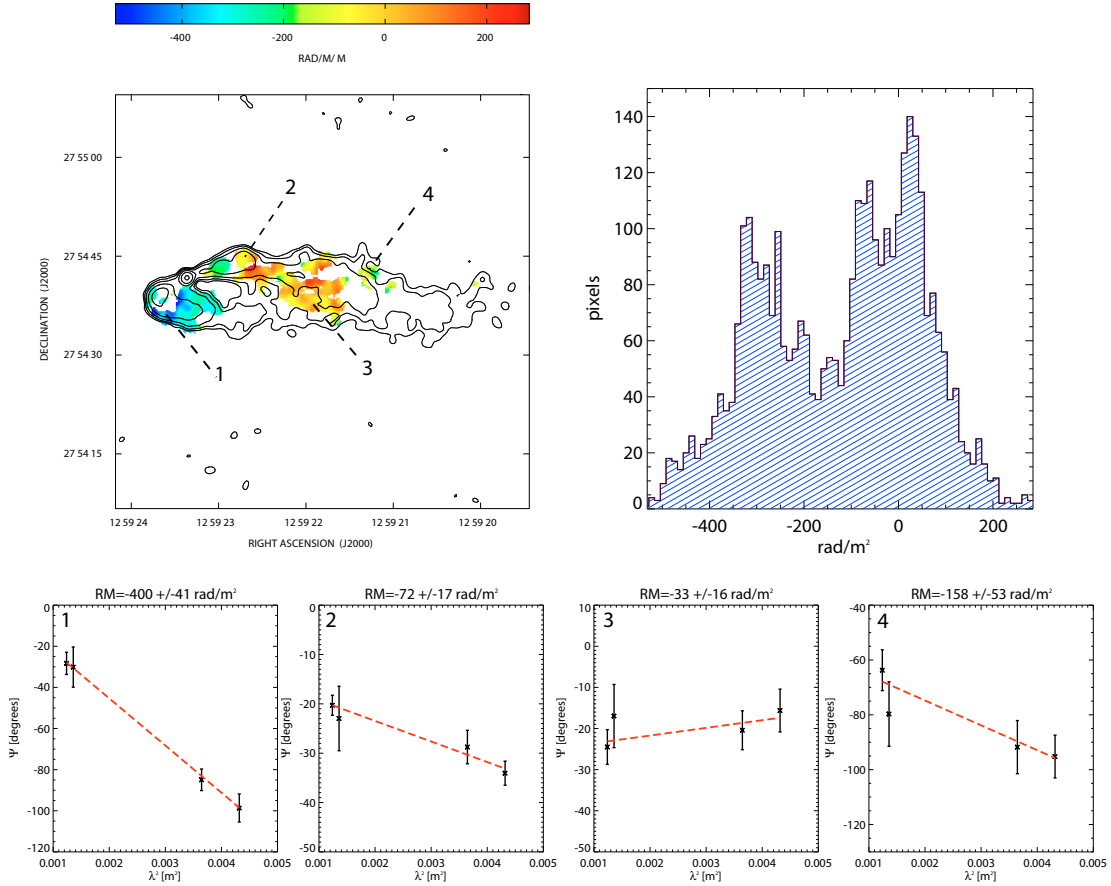 -400 -200 0 200
RAD/M/ M
27 55 00
27 54 45
27 54 30
27 54 15
DECLINATION (J2000)
2
4
1
3
12 59 24 12 59 23 12 59 22 12 59 21 12 59 20
RIGHT ASCENSION (J2000)
140
120
100
80
60
40
20
0
pixels
-400 -200 0 200
rad/m²
RM=-400 +/-41 rad/m²
1
0
-20
-40
-60
-80
-100
-120
Ψ [degrees]
0.001 0.002 0.003 0.004 0.005
λ² [m²]
RM=-72 +/-17 rad/m²
2
0
-10
-20
-30
-40
-50
Ψ [degrees]
0.001 0.002 0.003 0.004 0.005
λ² [m²]
RM=-33 +/-16 rad/m²
3
10
0
-10
-20
-30
-40
-50
Ψ [degrees]
0.001 0.002 0.003 0.004 0.005
λ² [m²]
RM=-158 +/-53 rad/m²
4
-40
-60
-80
-100
-120
Ψ [degrees]
0.001 0.002 0.003 0.004 0.005
λ² [m²]